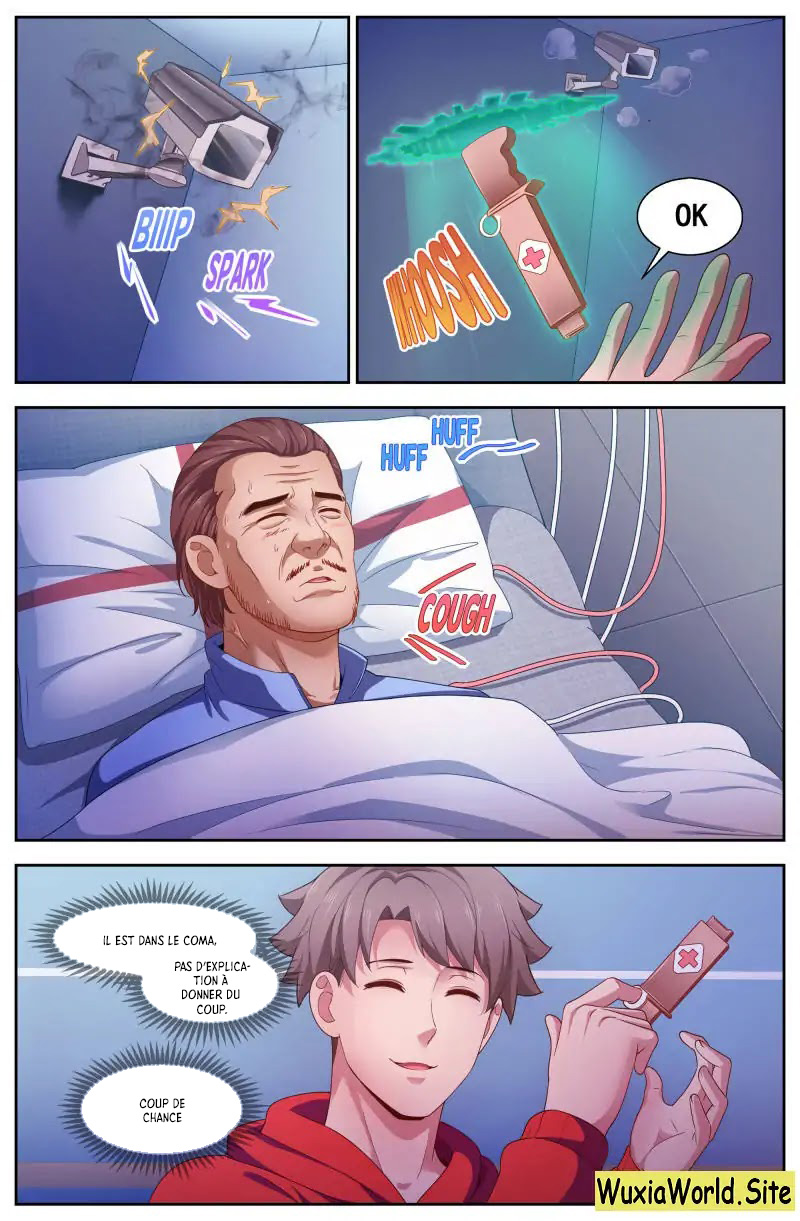 BIIIP
SPARK
WHOOSH
OK
HUFF
HUFF
COUGH
IL EST DANS LE COMA,
PAS D'EXPLICA-
TION À
DONNER DU
COUP.
COUP DE
CHANCE
WuxiaWorld.Site